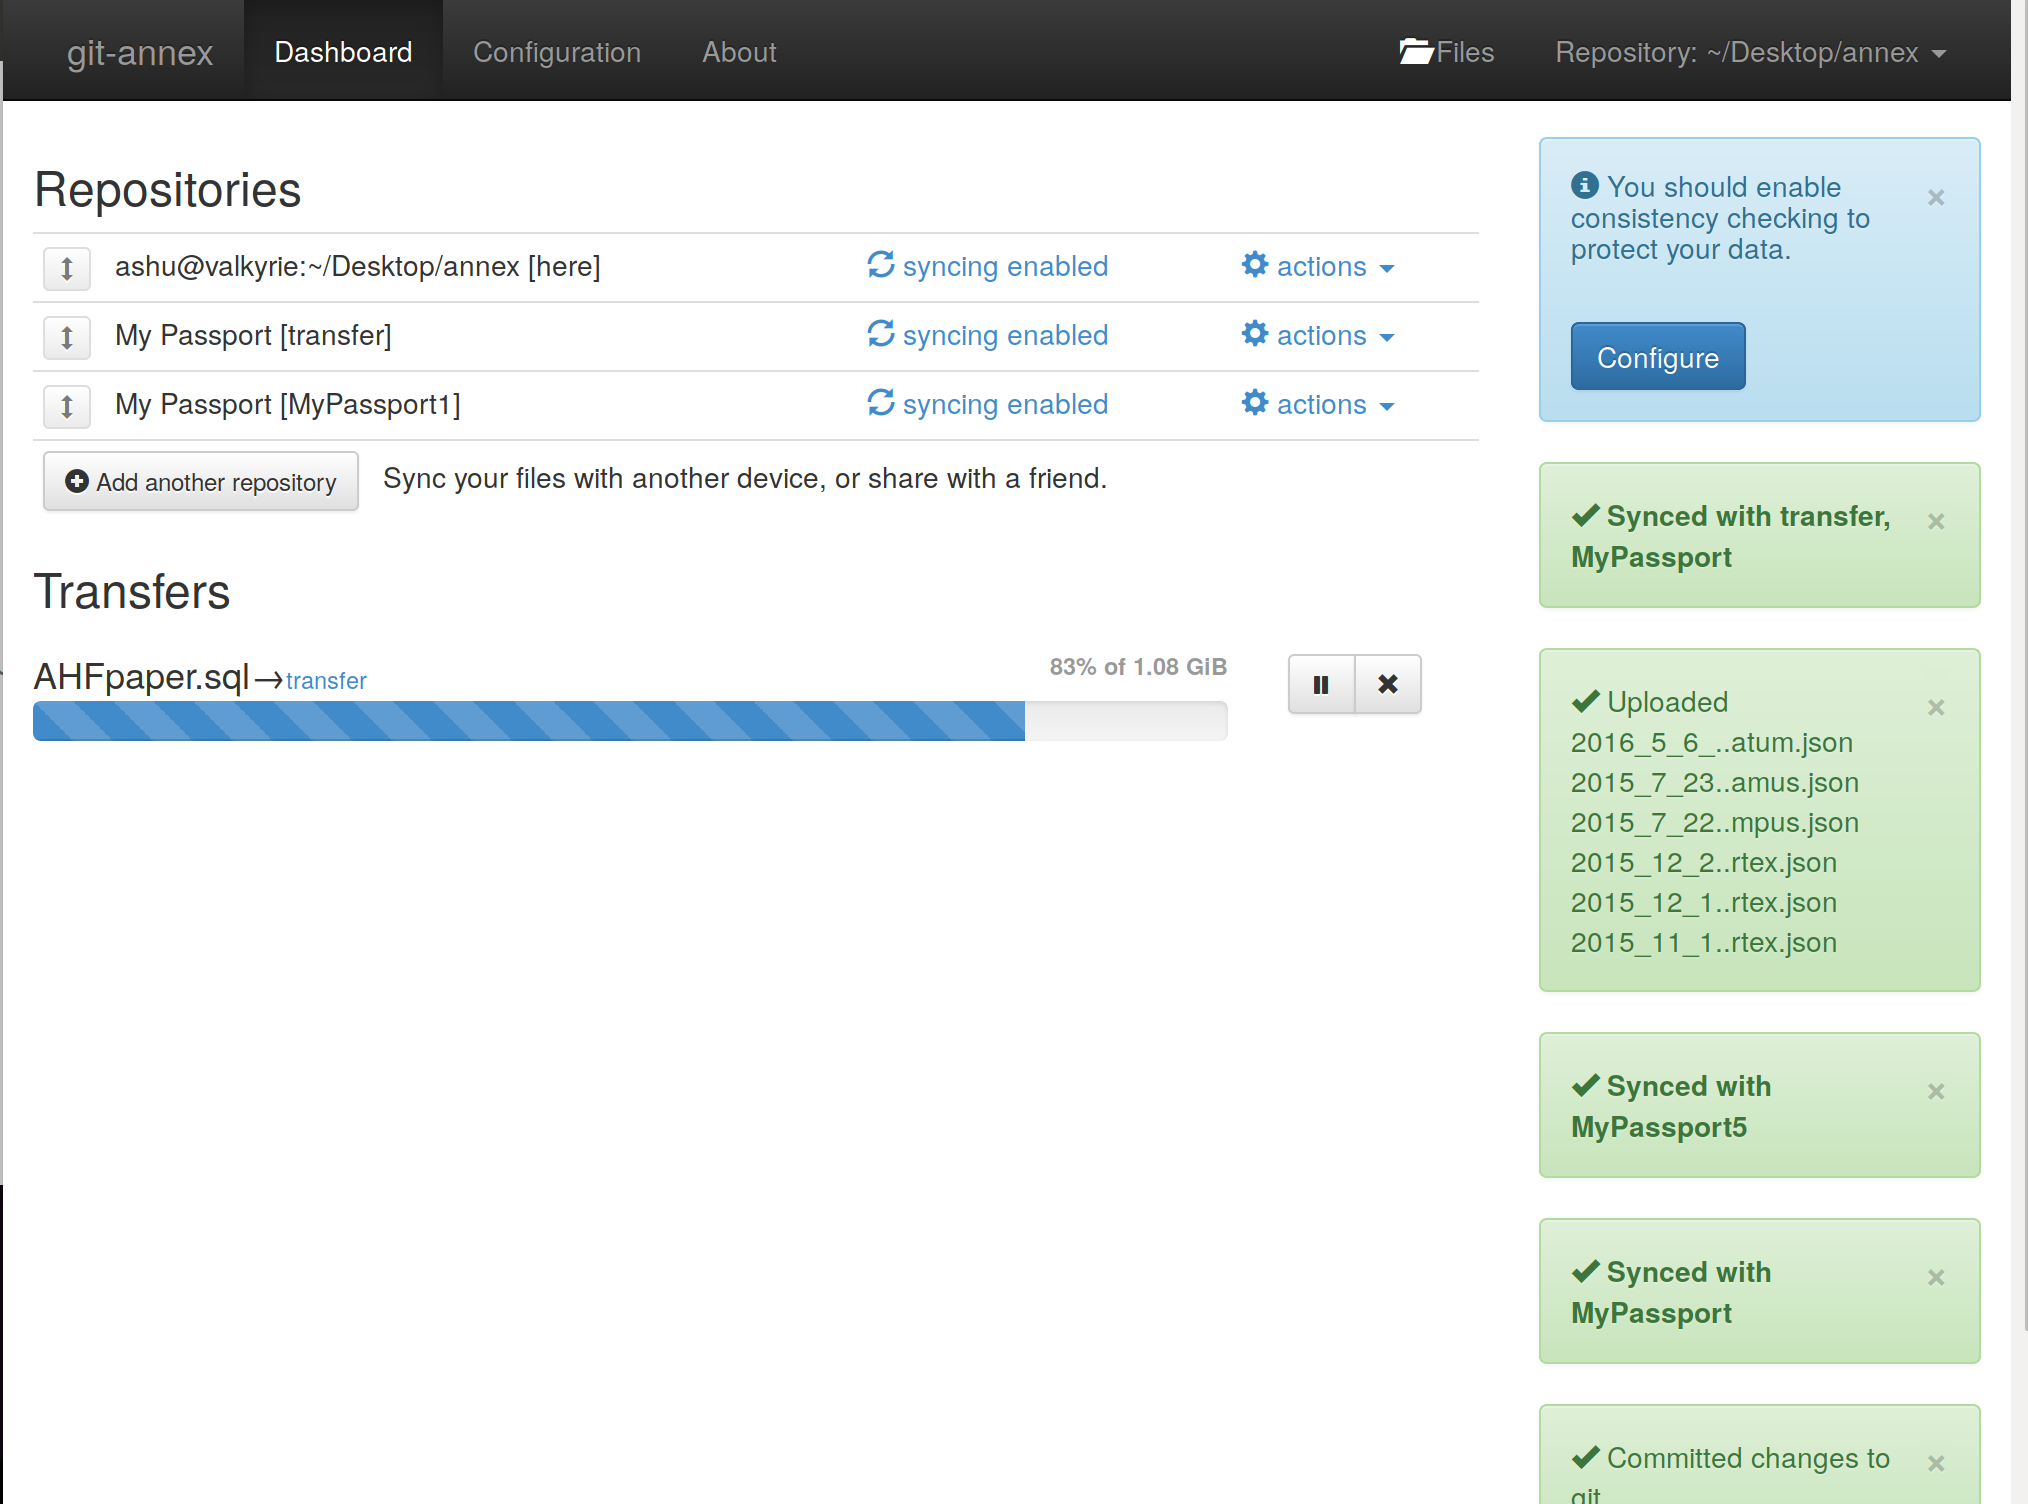 git-annex Dashboard Configuration About Files Repository: ~/Desktop/annex
Repositories
ashu@valkyrie:~/Desktop/annex [here] syncing enabled actions
My Passport [transfer] syncing enabled actions
My Passport [MyPassport1] syncing enabled actions
Add another repository Sync your files with another device, or share with a friend.
Transfers
AHFpaper.sql→transfer 83% of 1.08 GiB
You should enable
consistency checking to
protect your data.
Configure
Synced with transfer,
MyPassport
Uploaded
2016_5_6_..atum.json
2015_7_23..amus.json
2015_7_22..mpus.json
2015_12_2..rtex.json
2015_12_1..rtex.json
2015_11_1..rtex.json
Synced with
MyPassport5
Synced with
MyPassport
Committed changes to
git